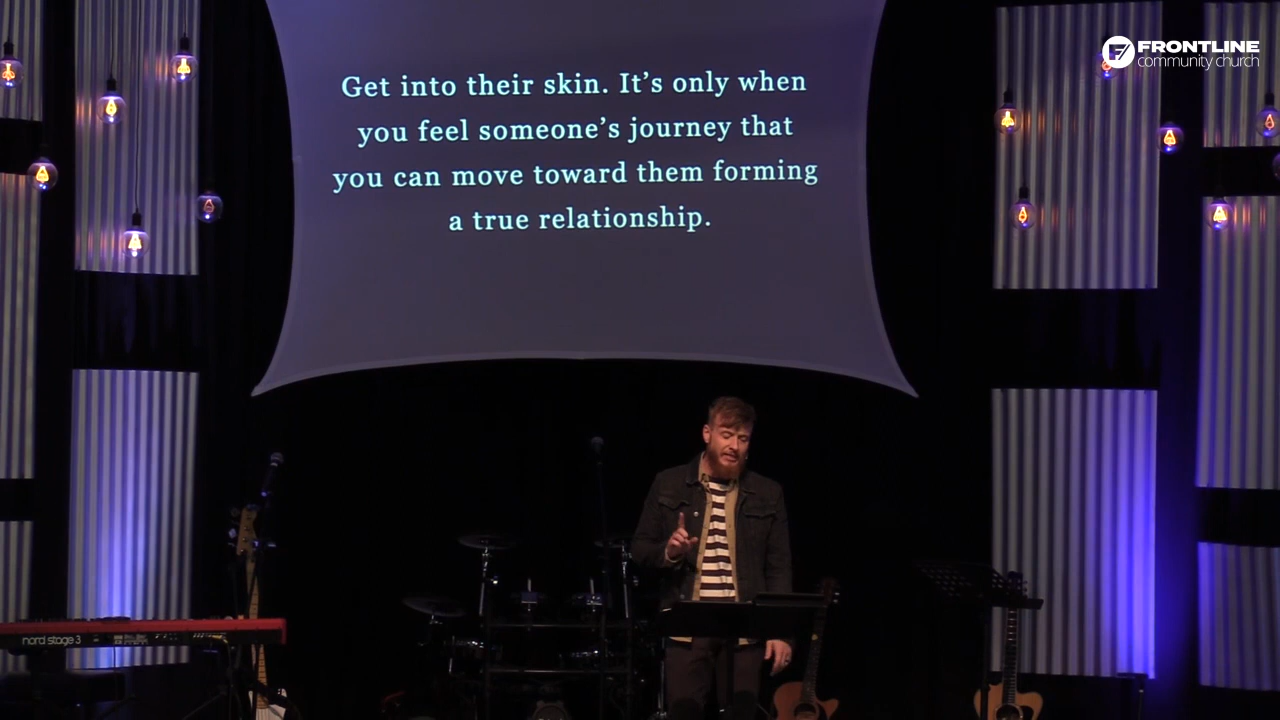 FRONTLINE
community church
Get into their skin. It's only when
you feel someone's journey that
you can move toward them forming
a true relationship.
nord stage 3